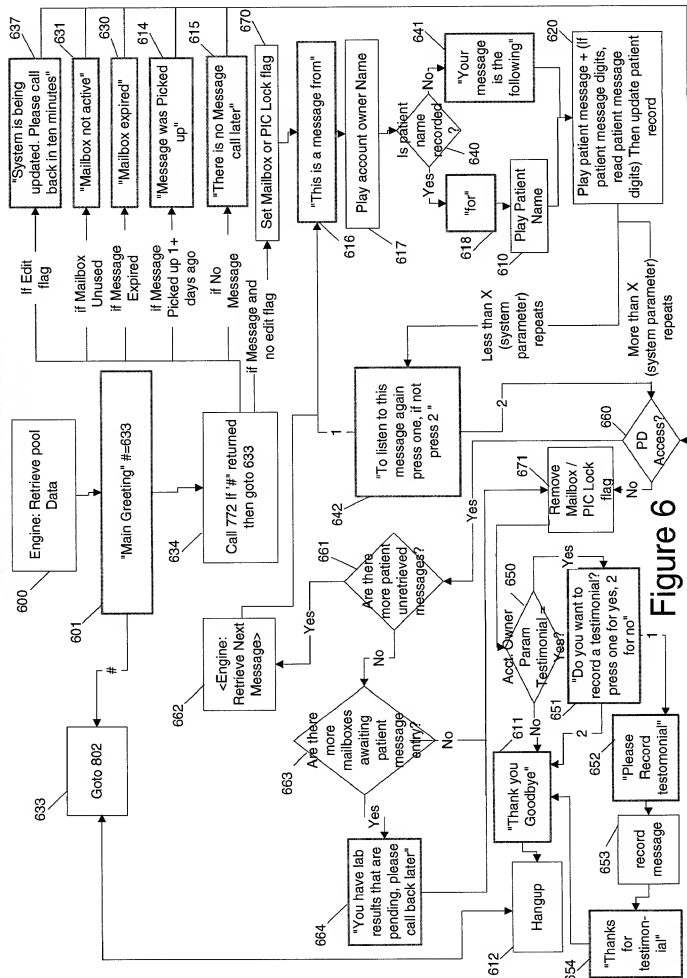 600
Engine: Retrieve pool
Data
601
"Main Greeting" #=633
#
633
Goto 802
634
Call 772 If '#" returned
then goto 633
If Edit
flag
637
"System is being
updated. Please call
back in ten minutes"
if Mailbox
Unused
631
"Mailbox not active"
if Message
Expired
630
"Mailbox expired"
if Message
Picked up 1+
days ago
614
"Message was Picked
up"
if No
Message
615
"There is no Message
call later"
if Message and
no edit flag
670
Set Mailbox or PIC Lock flag
616
"This is a message from"
617
Play account owner Name
Is patient
name
recorded
?
640
Yes
No
641
"Your
message
is the
following"
"for"
618
Play Patient
Name
610
620
Play patient message + (If
patient message digits,
read patient message
digits) Then update patient
record
Less than X
(system parameter)
repeats
More than X
(system parameter)
repeats
1
"To listen to this
message again
press one, if not
press 2 "
642
2
660
PD
Access?
Yes
No
671
Remove
Mailbox /
PIC Lock
flag
661
Are there
more patient
unretrieved
messages?
Yes
No
662
<Engine:
Retrieve Next
Message>
663
Are there
more
mailboxes
awaiting
patient
message
entry?
No
Yes
664
"You have lab
results that are
pending, please
call back later"
650
Acct. Owner
Param
Testimonial =
Yes?
No
Yes
651
"Do you want to
record a testimonial?
press one for yes, 2
for no"
2
1
611
"Thank you
Goodbye"
612
Hangup
652
"Please
Record
testomonial"
653
record
message
654
"Thanks
for
testimon-
ial"
Figure 6